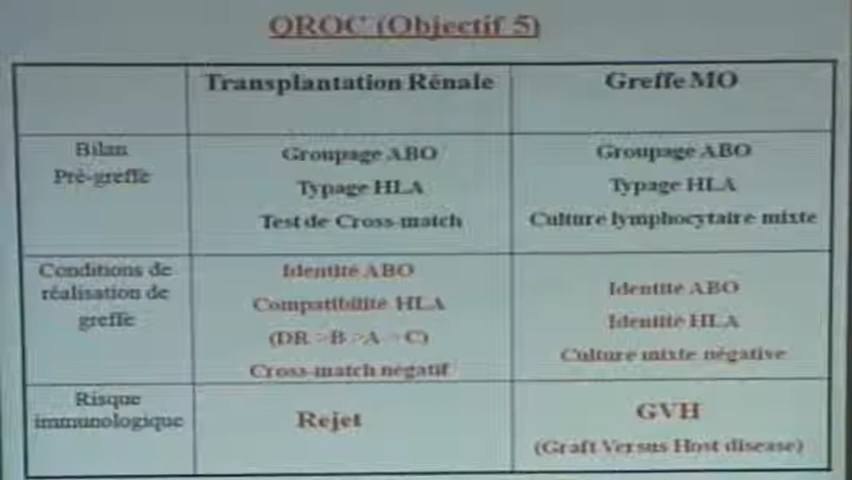 QROC (Objectif 5)
Transplantation Rénale
Greffe MO
Bilan
Pré-greffe
Groupage ABO
Typage HLA
Test de Cross-match
Groupage ABO
Typage HLA
Culture lymphocytaire mixte
Conditions de
réalisation de
greffe
Identité ABO
Compatibilité HLA
(DR >B >A > C)
Cross-match négatif
Identité ABO
Identité HLA
Culture mixte négative
Risque
immunologique
Rejet
GVH
(Graft Versus Host disease)